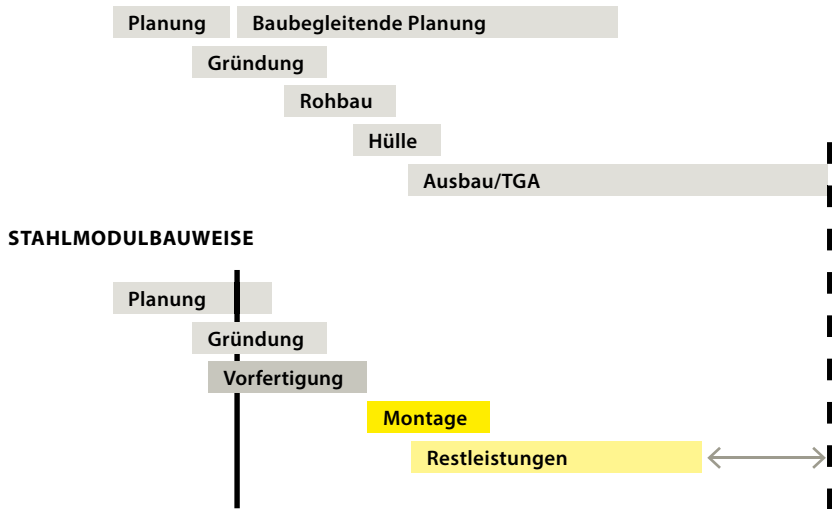 Planung Baubegleitende Planung
Gründung
Rohbau
Hülle
Ausbau/TGA
STAHLMODULBAUWEISE
Planung
Gründung
Vorfertigung
Montage
Restleistungen